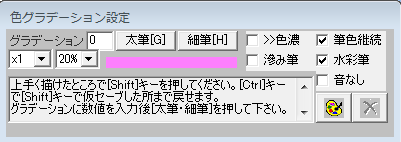 色グラデーション設定
グラデーション 0 太筆[G] 細筆[H] >>色濃 筆色継続
x1 20% 滲み筆 水彩筆
音なし
上手く描けたところで[Shift]キーを押してください。[Ctrl]キー
で[Shift]キーで仮セーブした所まで戻せます。
グラデーションに数値を入力後[太筆・細筆]を押して下さい。